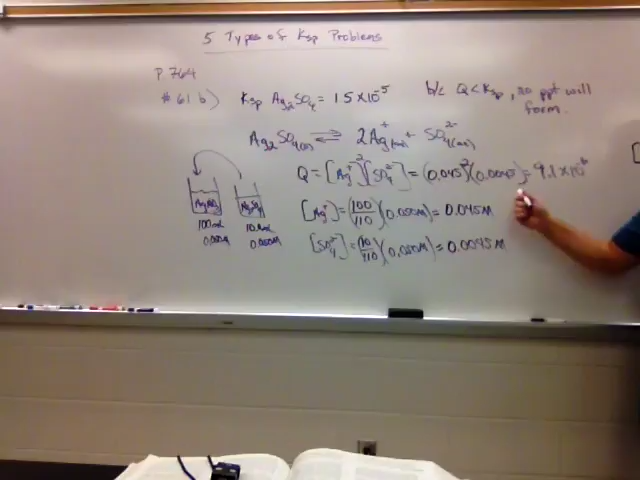 5 Types of Ksp Problems
P. 764
# 61 b)
Ksp Ag₂SO₄ = 1.5 X 10⁻⁵
b/c Q < Ksp, no ppt will
form.
Ag₂SO₄(s) ⇌ 2Ag⁺(aq) + SO₄²⁻(aq)
Q = [Ag⁺]²[SO₄²⁻] = (0.045)²(0.0045) = 9.1 X 10⁻⁶
[Ag⁺] = (100/110)(0.050M) = 0.045M
[SO₄²⁻] = (10/110)(0.050M) = 0.0045M
100mL
0.050M
10.0mL
0.050M